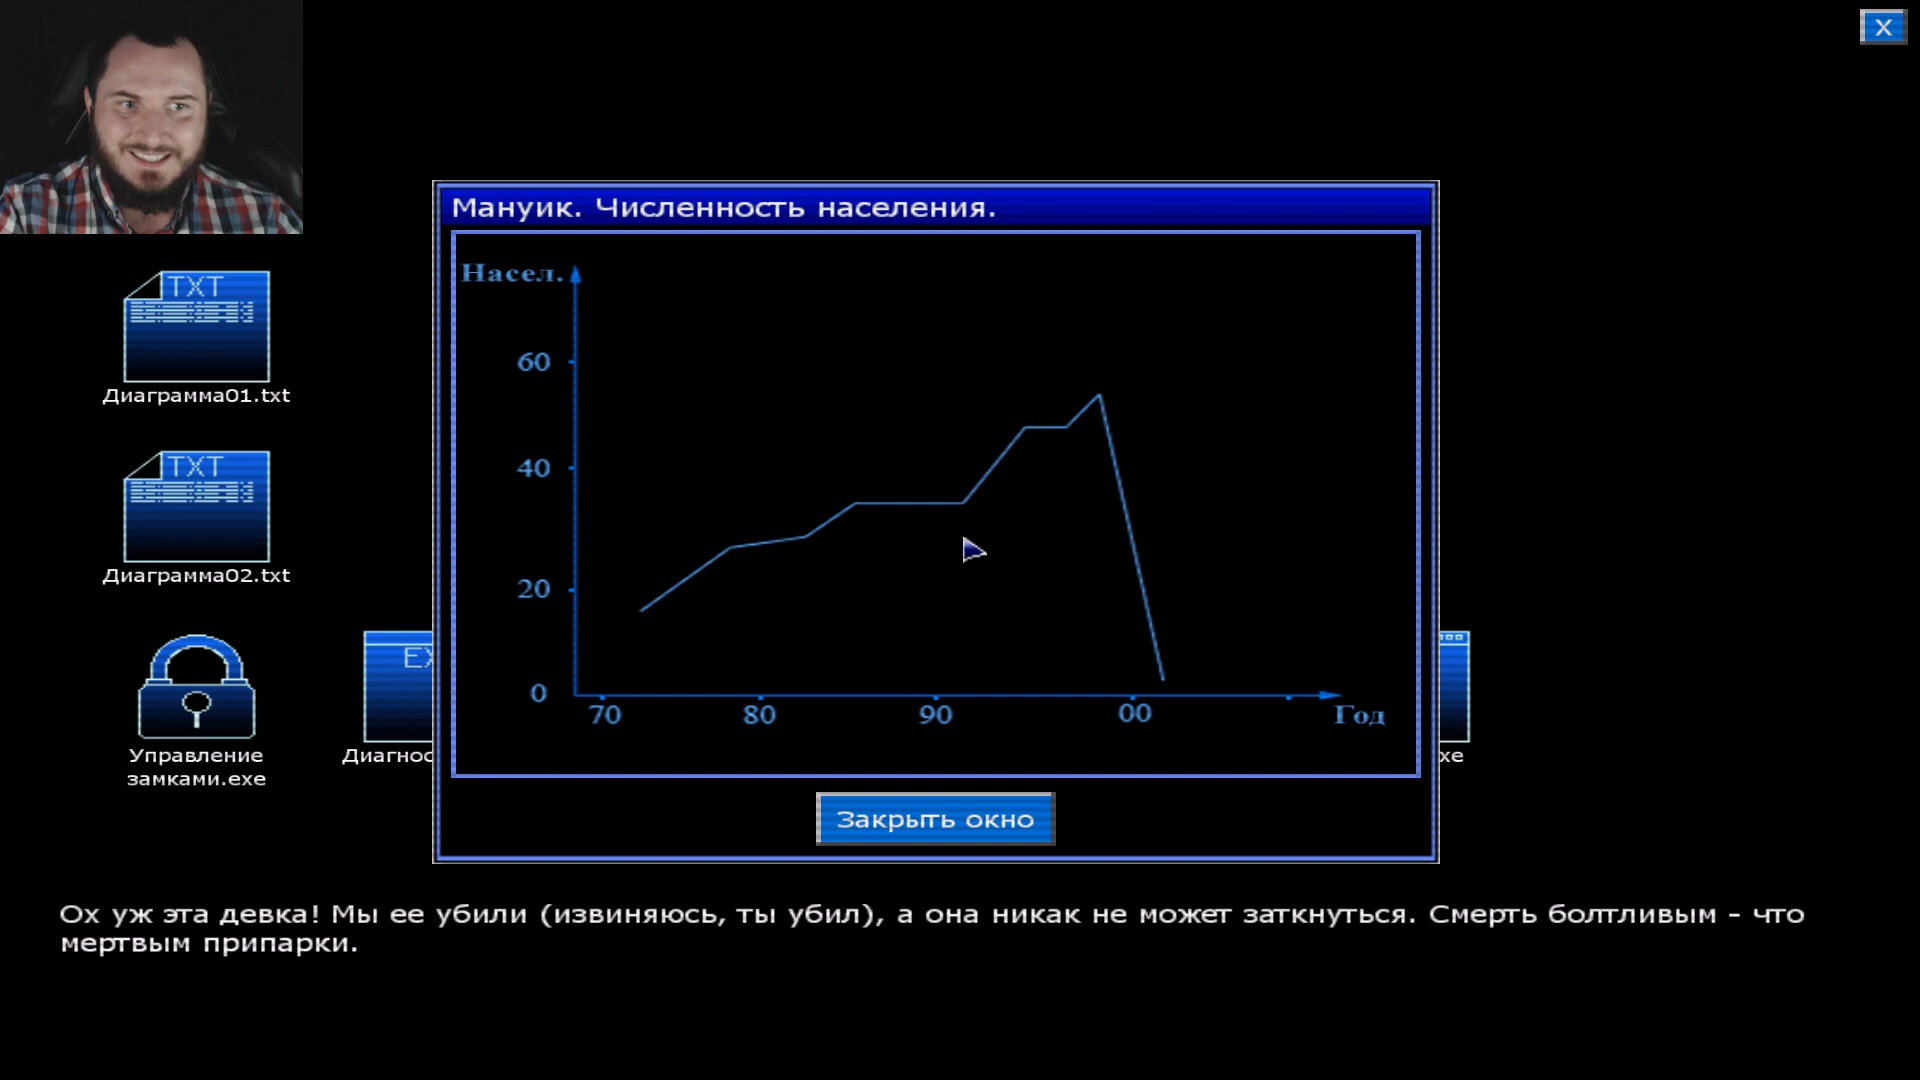 X
Мануик. Численность населения.
Насел.
60
40
20
0
70 80 90 00 Год
Закрыть окно
TXT
Диаграмма01.txt
TXT
Диаграмма02.txt
Управление
замками.exe
EX
Диагнос
xe
Ох уж эта девка! Мы ее убили (извиняюсь, ты убил), а она никак не может заткнуться. Смерть болтливым - что
мертвым припарки.